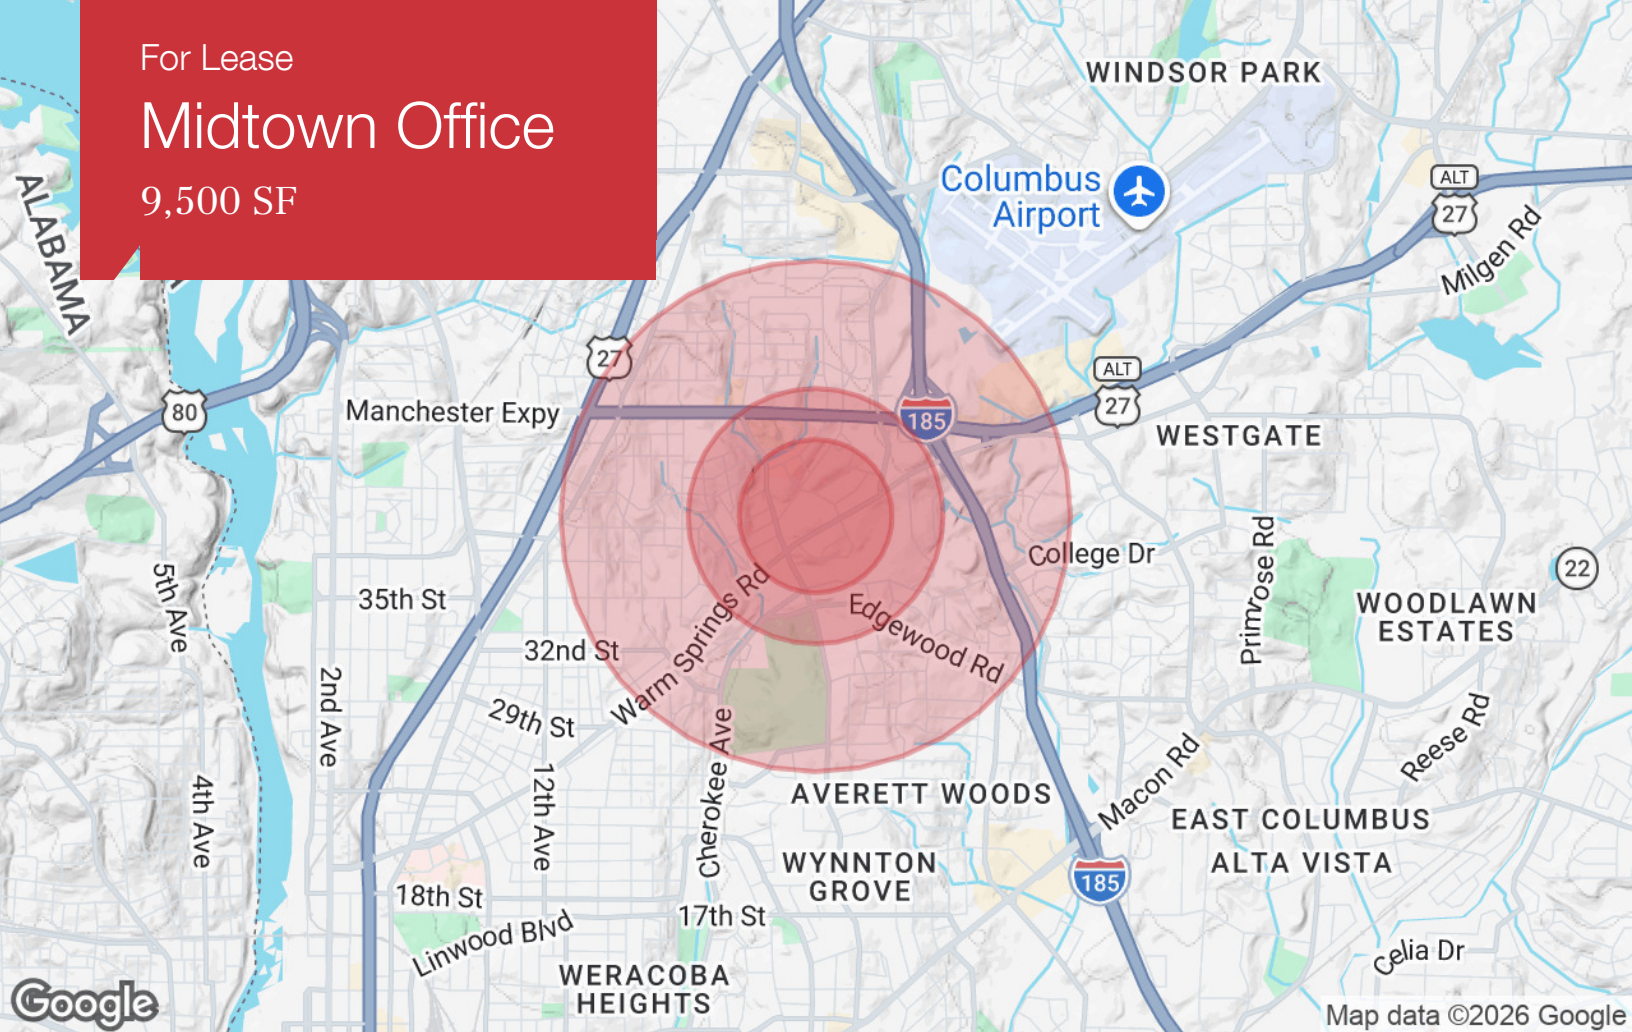 For Lease
Midtown Office
9,500 SF
WINDSOR PARK
Columbus
Airport
ALT
27
Milgen Rd
ALABAMA
27
ALT
27
80
Manchester Expy
185
WESTGATE
5th Ave
35th St
College Dr
Primrose Rd
22
WOODLAWN
ESTATES
32nd St
Warm Springs Rd
Edgewood Rd
2nd Ave
29th St
Cherokee Ave
Reese Rd
4th Ave
12th Ave
AVERETT WOODS
Macon Rd
EAST COLUMBUS
ALTA VISTA
WYNNTON
GROVE
185
18th St
17th St
Linwood Blvd
Celia Dr
WERACOBA
HEIGHTS
Google
Map data ©2026 Google